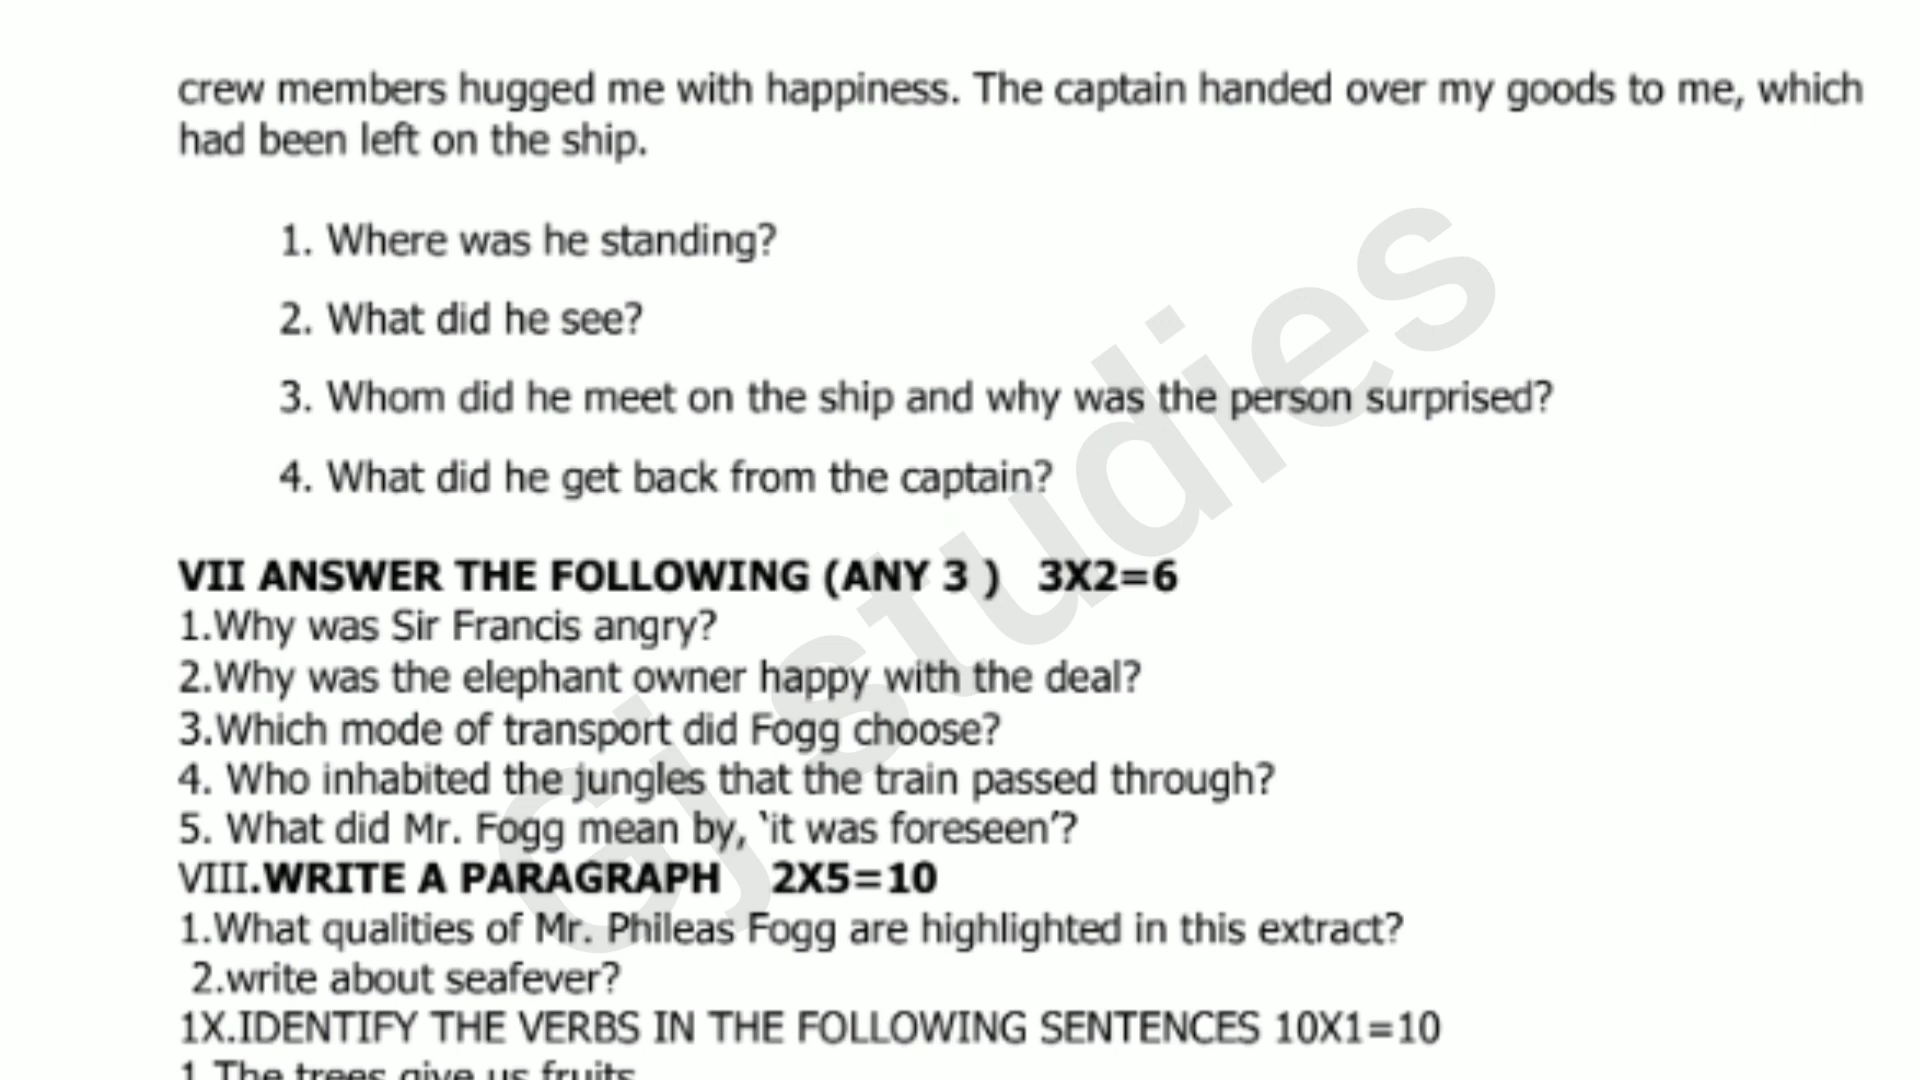 crew members hugged me with happiness. The captain handed over my goods to me, which
had been left on the ship.
1. Where was he standing?
2. What did he see?
3. Whom did he meet on the ship and why was the person surprised?
4. What did he get back from the captain?
VII ANSWER THE FOLLOWING (ANY 3 ) 3X2=6
1.Why was Sir Francis angry?
2.Why was the elephant owner happy with the deal?
3.Which mode of transport did Fogg choose?
4. Who inhabited the jungles that the train passed through?
5. What did Mr. Fogg mean by, ‛it was foreseen’?
VIII.WRITE A PARAGRAPH 2X5=10
1.What qualities of Mr. Phileas Fogg are highlighted in this extract?
2.write about seafever?
1X.IDENTIFY THE VERBS IN THE FOLLOWING SENTENCES 10X1=10
1.The trees give us fruits
Gj studies